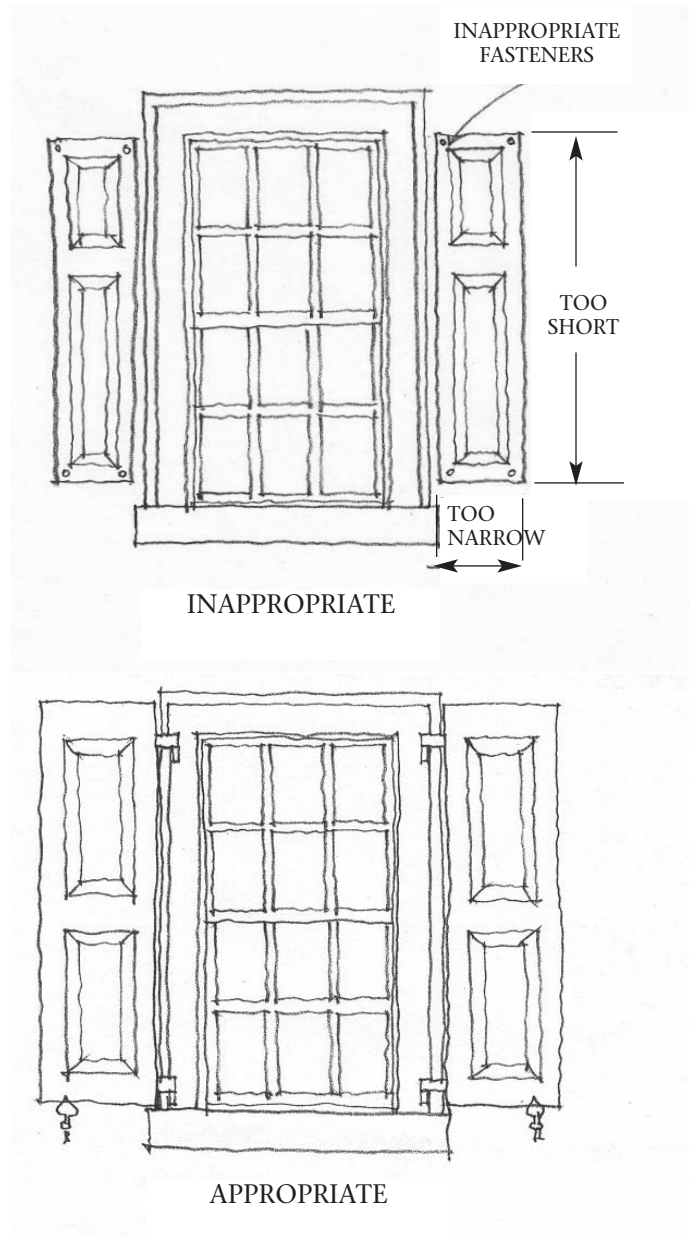 INAPPROPRIATE
FASTENERS
TOO
SHORT
TOO
NARROW
INAPPROPRIATE
APPROPRIATE